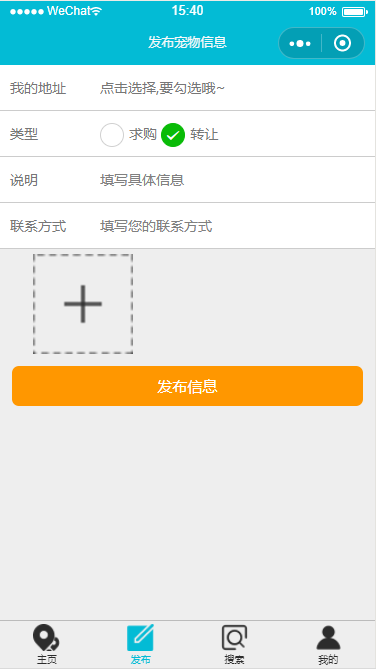 WeChat 15:40 100%
发布宠物信息
我的地址 点击选择,要勾选哦~
类型 求购 转让
说明 填写具体信息
联系方式 填写您的联系方式
发布信息
主页 发布 搜索 我的